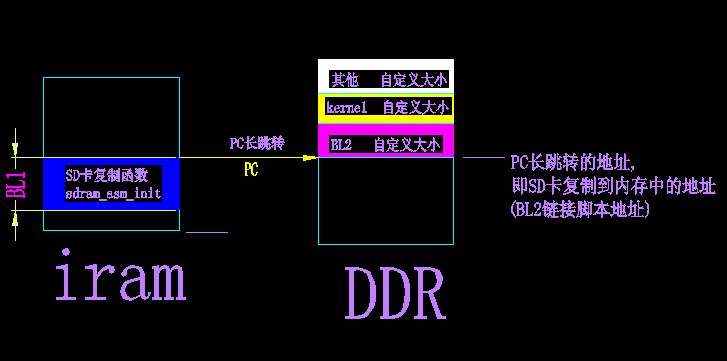 其他 自定义大小
kernel 自定义大小
BL2 自定义大小
PC长跳转
PC
BL1
SD卡复制函数
sdram_asm_init
PC长跳转的地址,
即SD卡复制到内存中的地址
(BL2链接脚本地址)
iram
DDR